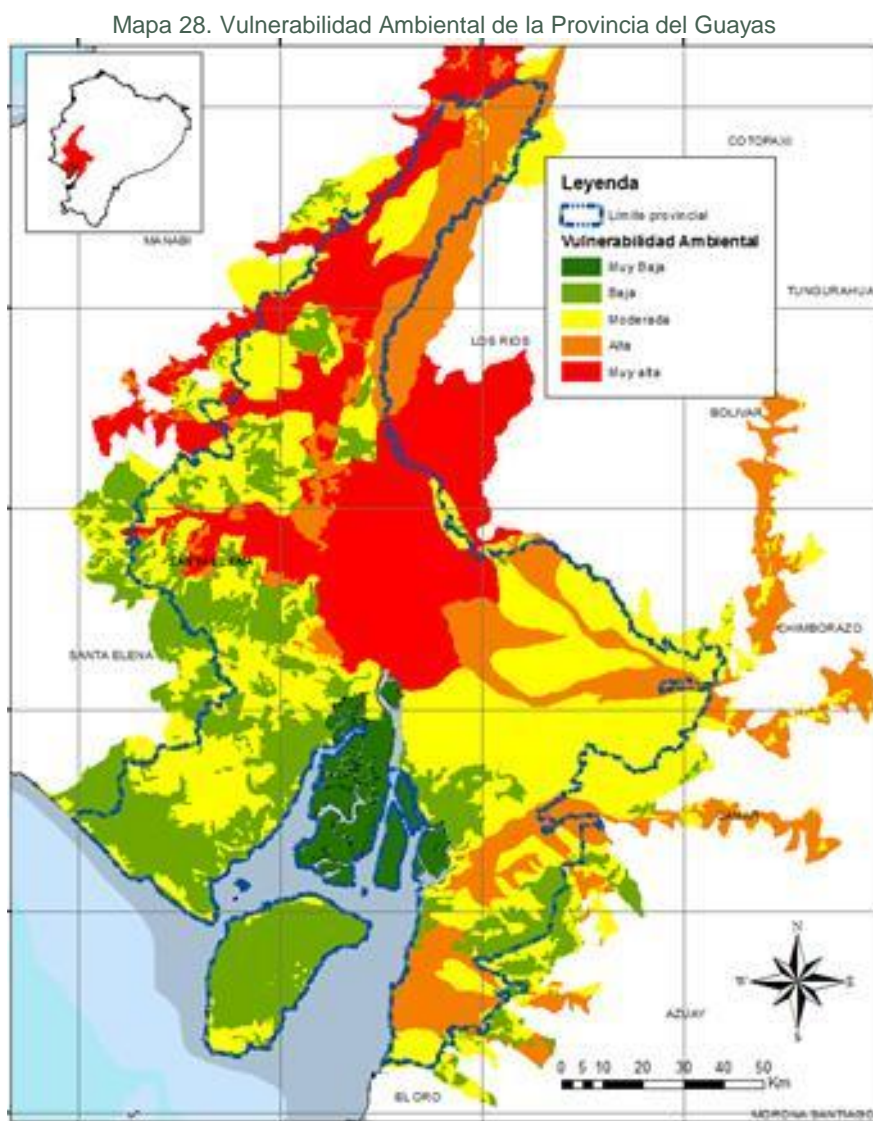 Mapa 28. Vulnerabilidad Ambiental de la Provincia del Guayas
COTOPAXI
Leyenda
Límite provincial
Vulnerabilidad Ambiental
Muy Baja
Baja
Moderada
Alta
Muy alta
MANABI
TUNGURAHUA
LOS RIOS
BOLIVAR
CHIMBORAZO
SANTA ELENA
CAÑAR
N
W E
S
AZUAY
0 5 10 20 30 40 50
Km
EL ORO
MORONA SANTIAGO